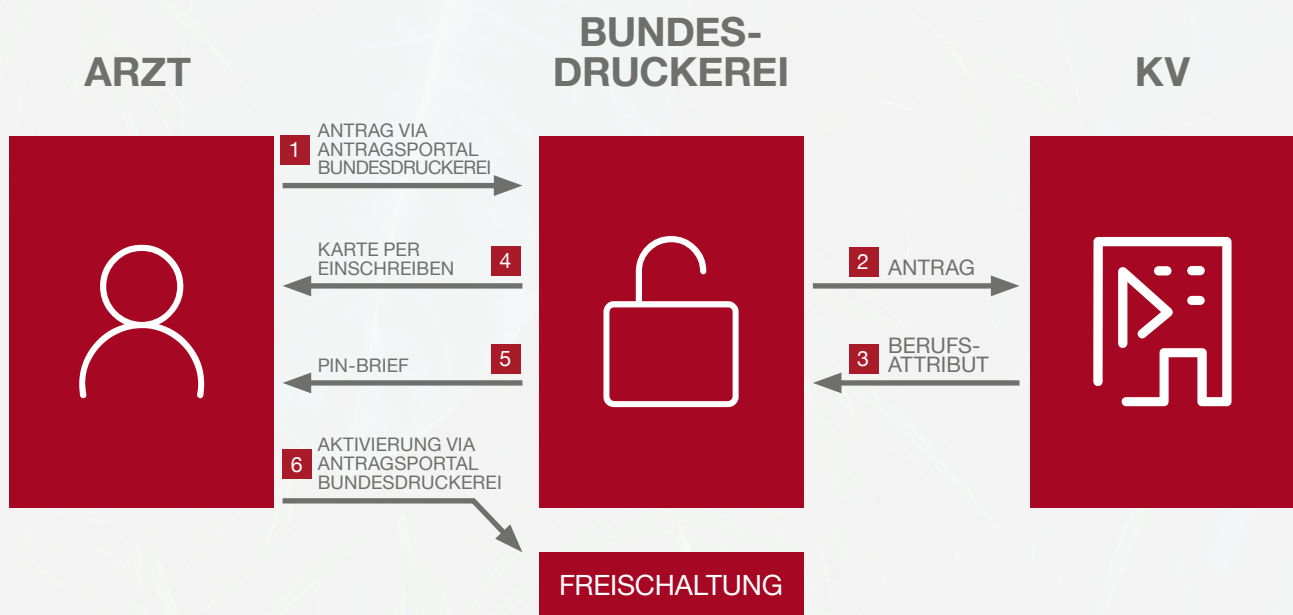 ARZT
BUNDES-
DRUCKEREI
KV
1
ANTRAG VIA
ANTRAGSPORTAL
BUNDESDRUCKEREI
KARTE PER
EINSCHREIBEN
4
2
ANTRAG
PIN-BRIEF
5
3
BERUFS-
ATTRIBUT
6
AKTIVIERUNG VIA
ANTRAGSPORTAL
BUNDESDRUCKEREI
FREISCHALTUNG